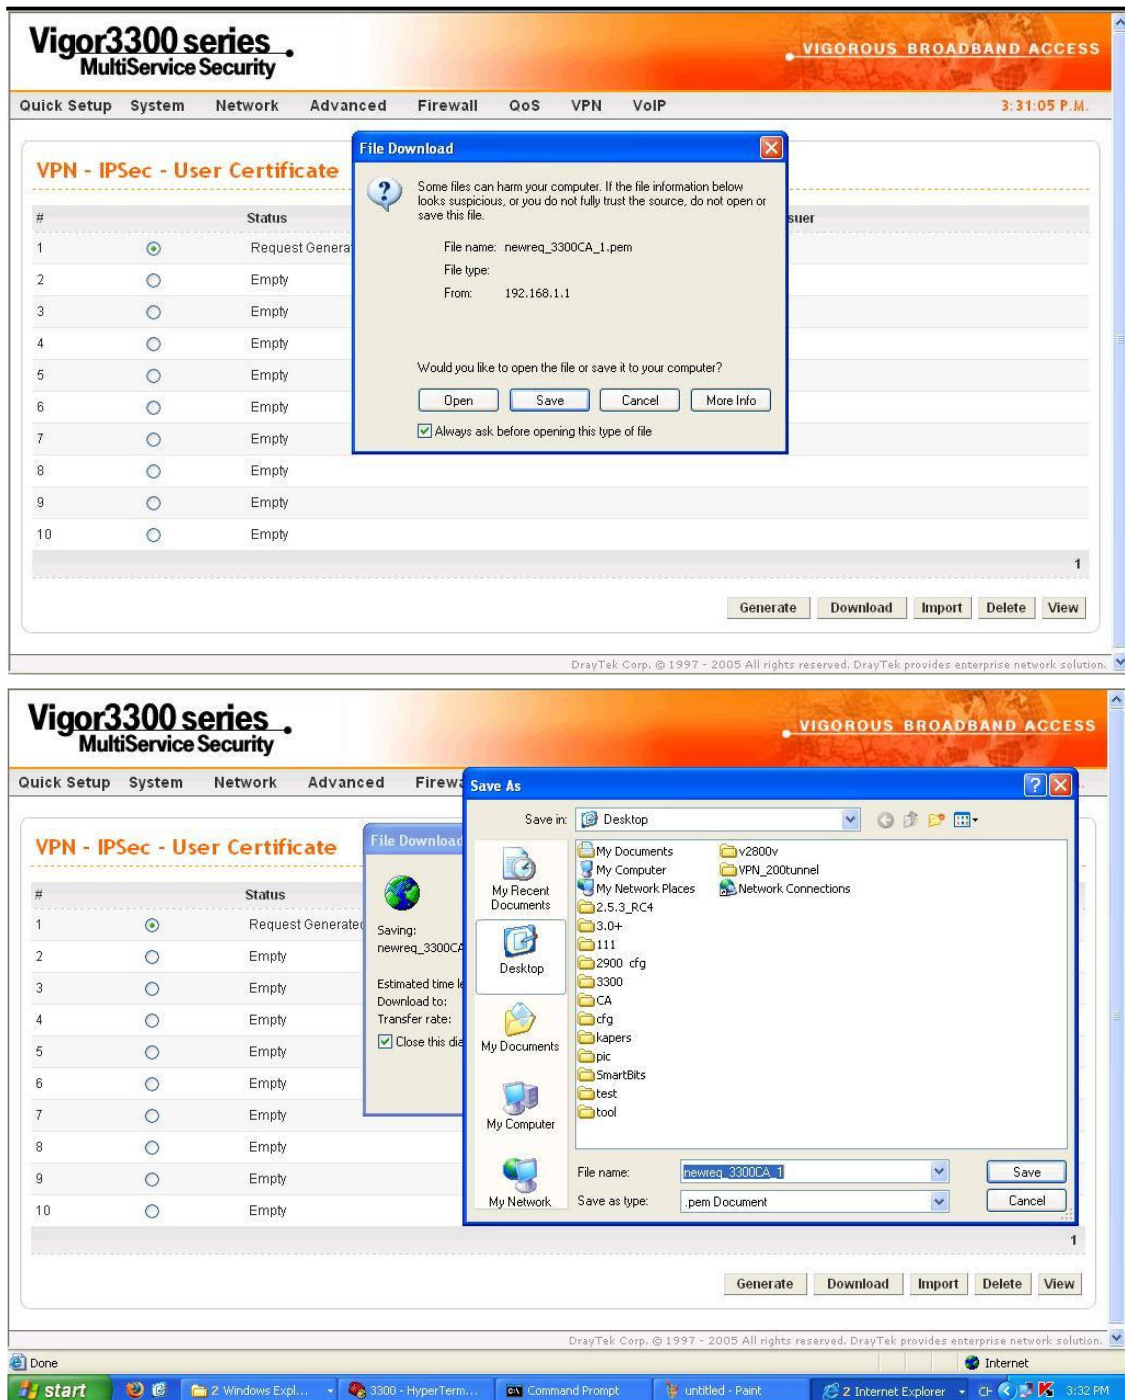 Vigor3300 series
MultiService Security
VIGOROUS BROADBAND ACCESS
Quick Setup System Network Advanced Firewall QoS VPN VoIP 3:31:05 P.M.
VPN - IPSec - User Certificate
# Status suer
1 Request Genera
2 Empty
3 Empty
4 Empty
5 Empty
6 Empty
7 Empty
8 Empty
9 Empty
10 Empty
1
Generate Download Import Delete View
File Download
Some files can harm your computer. If the file information below
looks suspicious, or you do not fully trust the source, do not open or
save this file.
File name: newreq_3300CA_1.pem
File type:
From: 192.168.1.1
Would you like to open the file or save it to your computer?
Open Save Cancel More Info
Always ask before opening this type of file
DrayTek Corp. © 1997 - 2005 All rights reserved. DrayTek provides enterprise network solution.
Vigor3300 series
MultiService Security
VIGOROUS BROADBAND ACCESS
Quick Setup System Network Advanced Firewa
VPN - IPSec - User Certificate
# Status
1 Request Generated
2 Empty
3 Empty
4 Empty
5 Empty
6 Empty
7 Empty
8 Empty
9 Empty
10 Empty
1
Generate Download Import Delete View
File Download
Saving:
newreq_3300CA
Estimated time le
Download to:
Transfer rate:
Close this dia
Save As
Save in: Desktop
My Recent
Documents
Desktop
My Documents
My Computer
My Network
My Documents
My Computer
My Network Places
2.5.3_RC4
3.0+
111
2900 cfg
3300
CA
cfg
kapers
pic
SmartBits
test
tool
v2800v
VPN_200tunnel
Network Connections
File name: newreq_3300CA_1 Save
Save as type: .pem Document Cancel
DrayTek Corp. © 1997 - 2005 All rights reserved. DrayTek provides enterprise network solution.
Done Internet
start 2 Windows Expl... 3300 - HyperTerm... Command Prompt untitled - Paint 2 Internet Explorer CH 3:32 PM